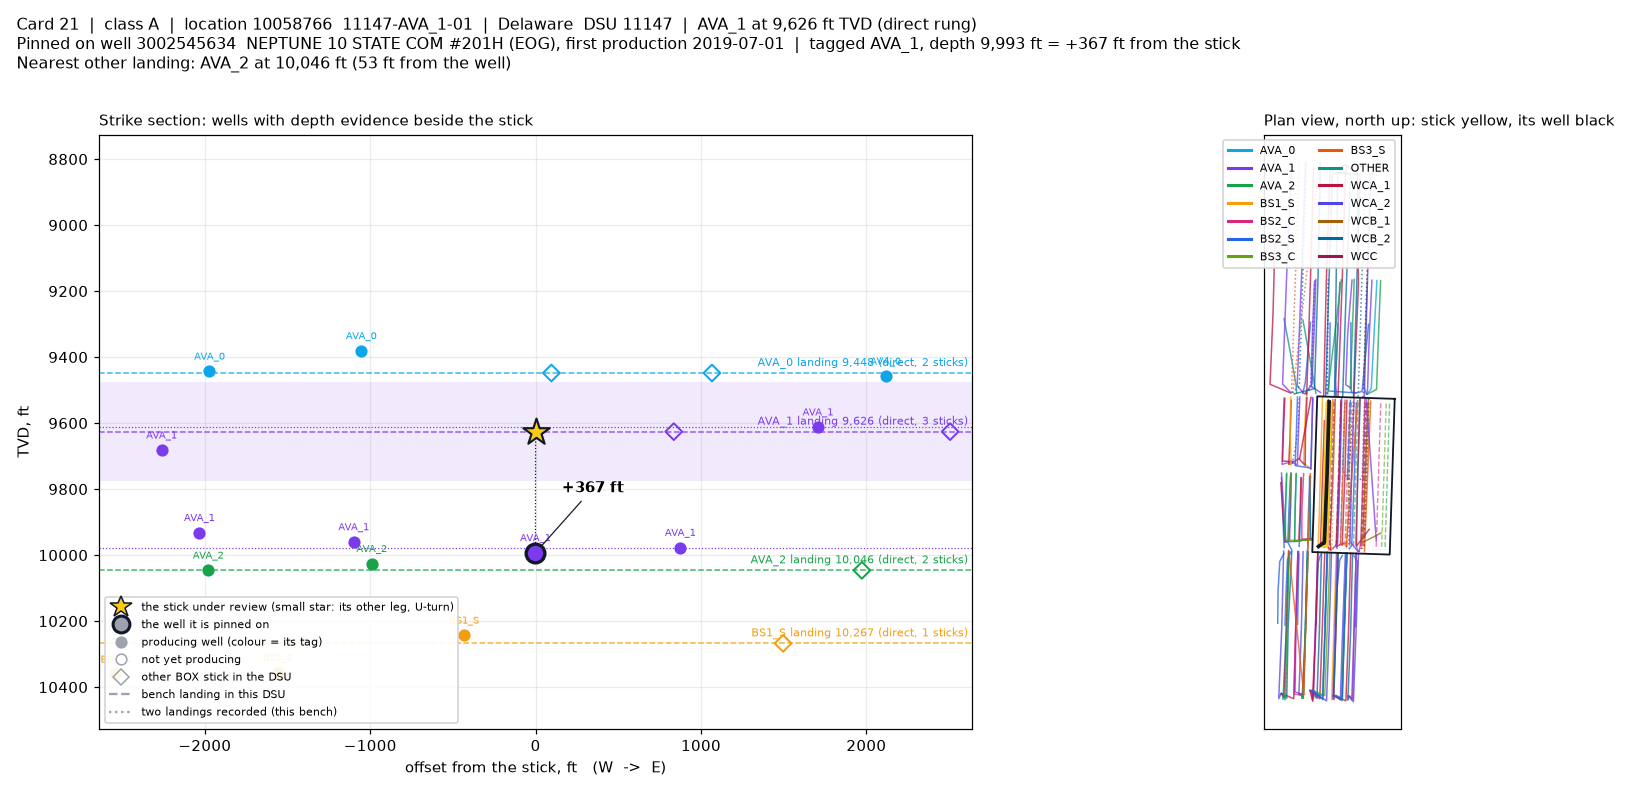 Card 21 | class A | location 10058766 11147-AVA_1-01 | Delaware DSU 11147 | AVA_1 at 9,626 ft TVD (direct rung)
Pinned on well 3002545634 NEPTUNE 10 STATE COM #201H (EOG), first production 2019-07-01 | tagged AVA_1, depth 9,993 ft = +367 ft from the stick
Nearest other landing: AVA_2 at 10,046 ft (53 ft from the well)
Strike section: wells with depth evidence beside the stick
8800
9000
9200
9400
9600
9800
10000
10200
10400
TVD, ft
AVA_0
AVA_0
AVA_0 landing 9,448 (direct, 2 sticks)
AVA_1
AVA_1 landing 9,626 (direct, 3 sticks)
AVA_1
+367 ft
AVA_1
AVA_1
AVA_1
AVA_1
AVA_2
AVA_2
AVA_2 landing 10,046 (direct, 2 sticks)
BS1_S landing 10,267 (direct, 1 sticks)
the stick under review (small star: its other leg, U-turn)
the well it is pinned on
producing well (colour = its tag)
not yet producing
other BOX stick in the DSU
bench landing in this DSU
two landings recorded (this bench)
−2000
−1000
0
1000
2000
offset from the stick, ft (W -> E)
Plan view, north up: stick yellow, its well black
AVA_0
AVA_1
AVA_2
BS1_S
BS2_C
BS2_S
BS3_C
BS3_S
OTHER
WCA_1
WCA_2
WCB_1
WCB_2
WCC